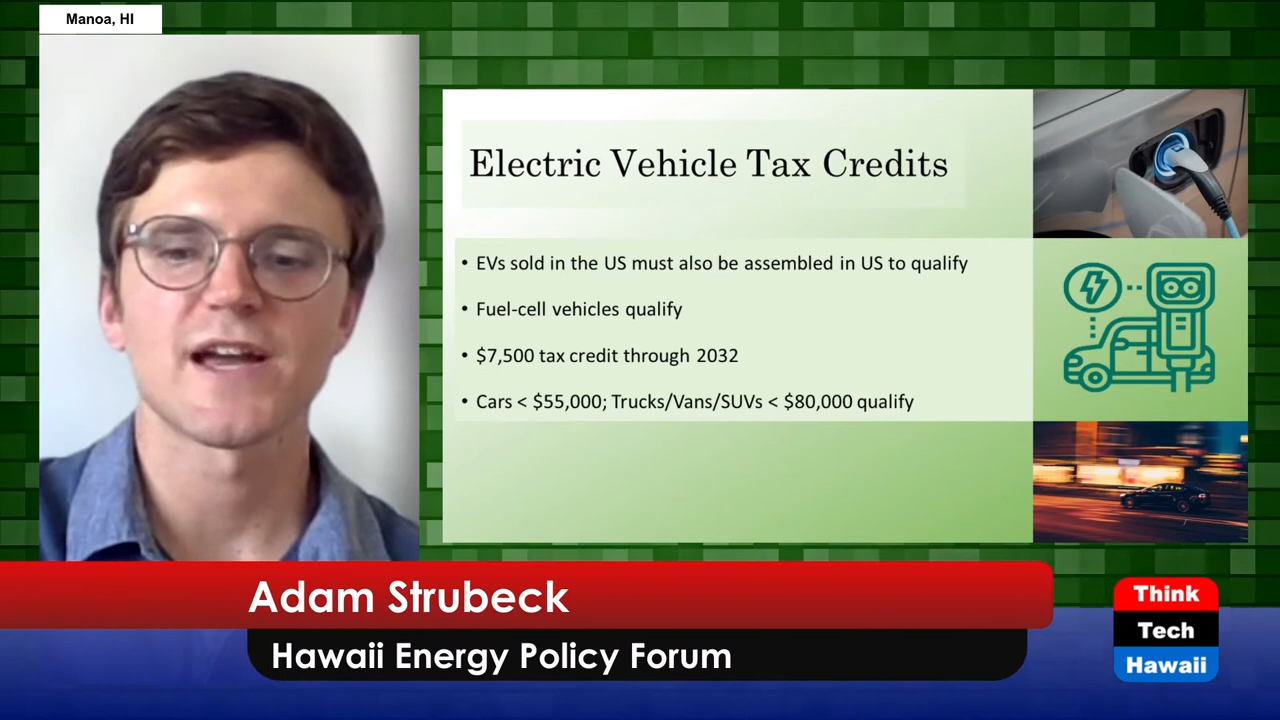 Manoa, HI
Electric Vehicle Tax Credits
• EVs sold in the US must also be assembled in US to qualify
• Fuel-cell vehicles qualify
• $7,500 tax credit through 2032
• Cars < $55,000; Trucks/Vans/SUVs < $80,000 qualify
Adam Strubeck
Hawaii Energy Policy Forum
Think
Tech
Hawaii